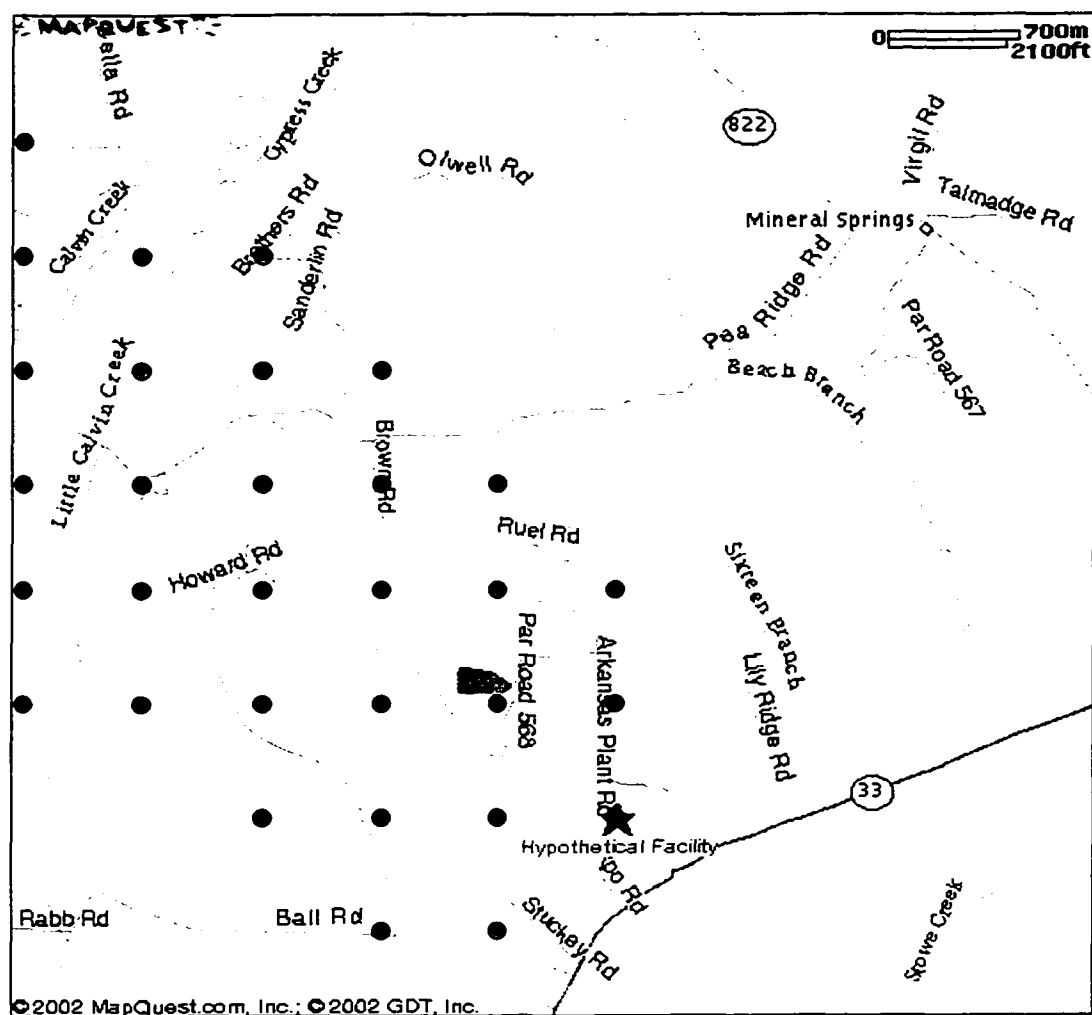 MAPQUEST
0 700m
2100ft
Cypress Creek
822
Virgil Rd
Olwell Rd
Talmadge Rd
Calvin Creek
Brothers Rd
Mineral Springs
Sanderlin Rd
Pea Ridge Rd
Par Road 567
Beach Branch
Little Calvin Creek
Brown Rd
Ruel Rd
Howard Rd
Sixteen Branch
Par Road 568
Arkansas Plant Rd
Lily Ridge Rd
33
Hypothetical Facility
Rabb Rd
Ball Rd
Stuckey Rd
Stowe Creek
©2002 MapQuest.com, Inc.; ©2002 GDT, Inc.